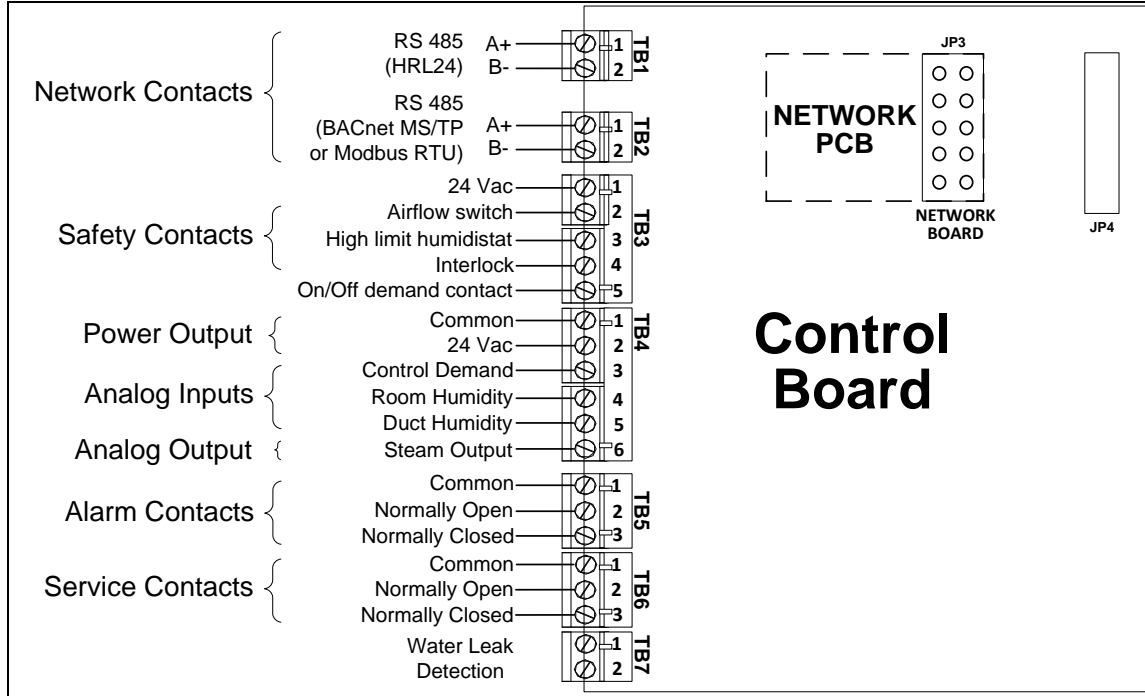 Network Contacts
RS 485 A+ 1
(HRL24) B- 2
TB1
RS 485
(BACnet MS/TP A+ 1
or Modbus RTU) B- 2
TB2
Safety Contacts
24 Vac 1
Airflow switch 2
High limit humidistat 3
Interlock 4
On/Off demand contact 5
TB3
Power Output
Common 1
24 Vac 2
Analog Inputs
Control Demand 3
Room Humidity 4
Duct Humidity 5
Analog Output
Steam Output 6
TB4
Alarm Contacts
Common 1
Normally Open 2
Normally Closed 3
TB5
Service Contacts
Common 1
Normally Open 2
Normally Closed 3
TB6
Water Leak 1
Detection 2
TB7
JP3
NETWORK
PCB
NETWORK
BOARD
JP4
Control
Board